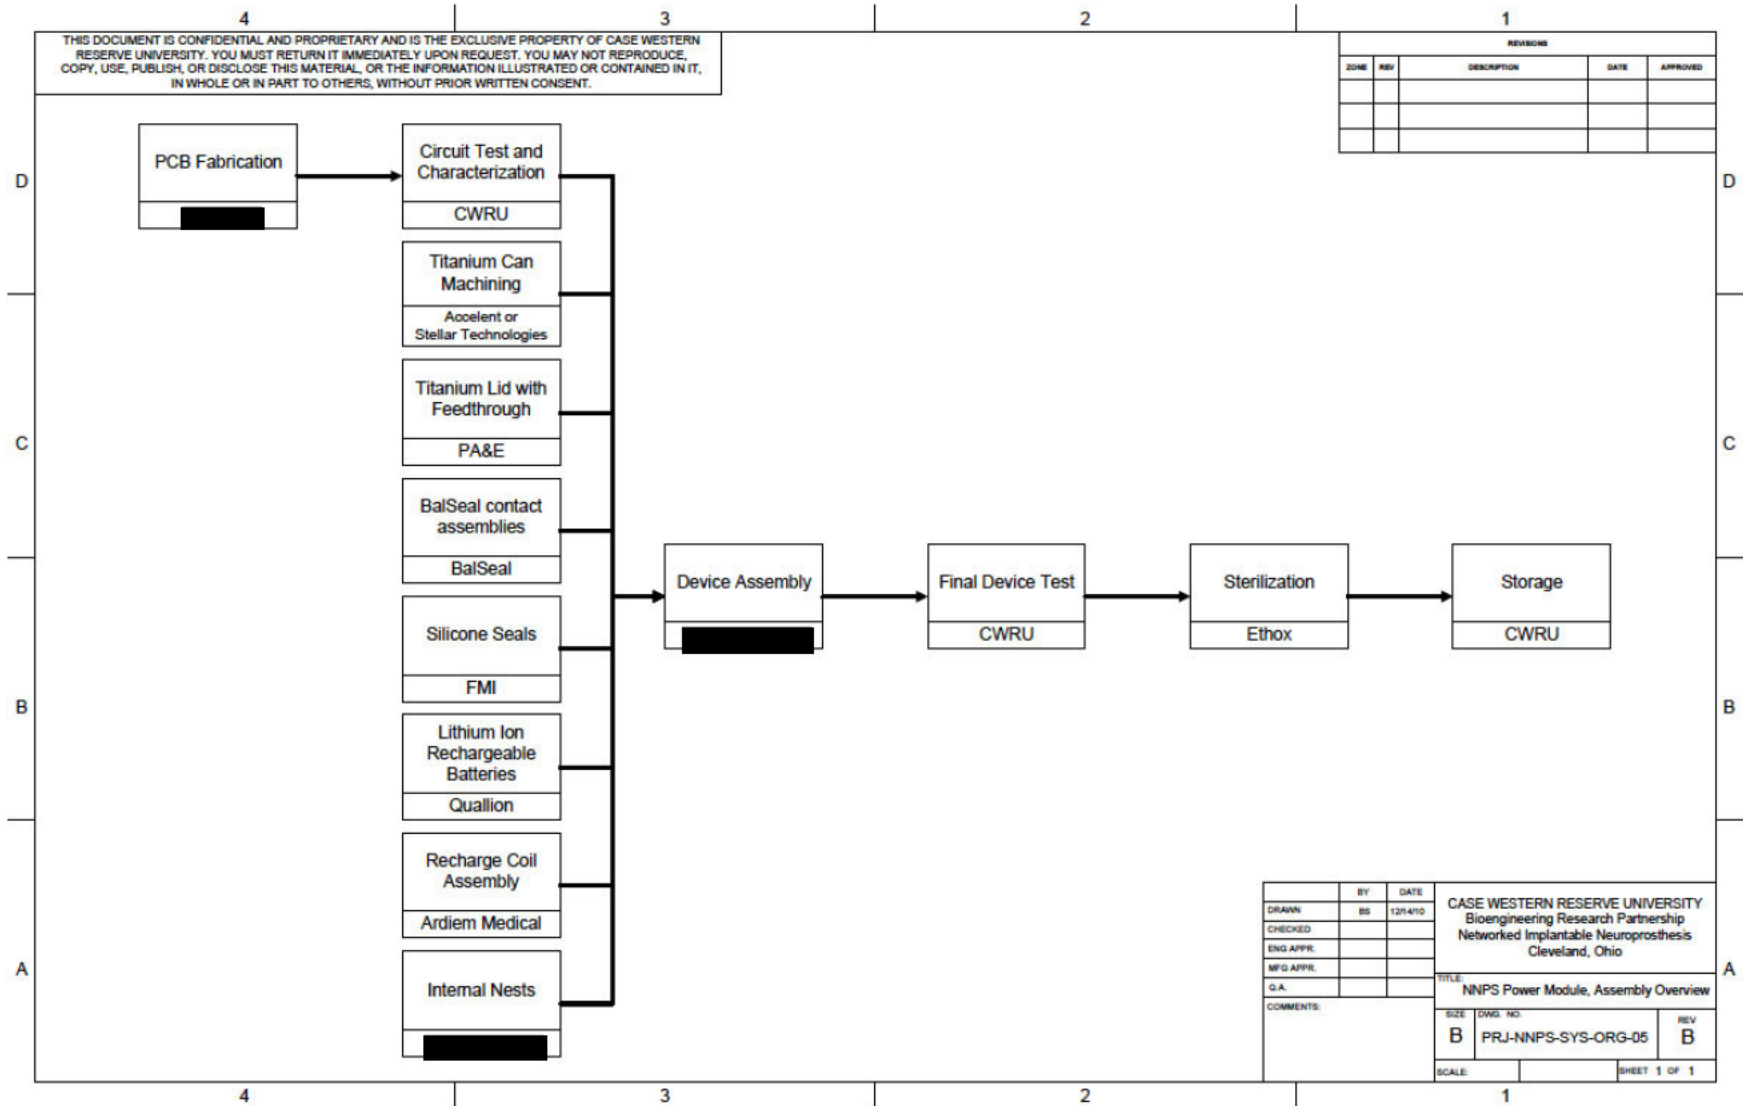 4 3 2 1
THIS DOCUMENT IS CONFIDENTIAL AND PROPRIETARY AND IS THE EXCLUSIVE PROPERTY OF CASE WESTERN
RESERVE UNIVERSITY. YOU MUST RETURN IT IMMEDIATELY UPON REQUEST. YOU MAY NOT REPRODUCE,
COPY, USE, PUBLISH, OR DISCLOSE THIS MATERIAL, OR THE INFORMATION ILLUSTRATED OR CONTAINED IN IT,
IN WHOLE OR IN PART TO OTHERS, WITHOUT PRIOR WRITTEN CONSENT.
REVISIONS
ZONE REV DESCRIPTION DATE APPROVED
D D
C C
B B
A A
PCB Fabrication
Circuit Test and
Characterization
CWRU
Titanium Can
Machining
Accelent or
Stellar Technologies
Titanium Lid with
Feedthrough
PA&E
BalSeal contact
assemblies
BalSeal
Silicone Seals
FMI
Lithium Ion
Rechargeable
Batteries
Quallion
Recharge Coil
Assembly
Ardiem Medical
Internal Nests
Device Assembly
Final Device Test
CWRU
Sterilization
Ethox
Storage
CWRU
BY DATE
DRAWN BS 12/14/10
CHECKED
ENG APPR.
MFG APPR.
Q.A.
COMMENTS:
CASE WESTERN RESERVE UNIVERSITY
Bioengineering Research Partnership
Networked Implantable Neuroprosthesis
Cleveland, Ohio
TITLE:
NNPS Power Module, Assembly Overview
SIZE DWG. NO. REV
B PRJ-NNPS-SYS-ORG-05 B
SCALE: SHEET 1 OF 1
4 3 2 1